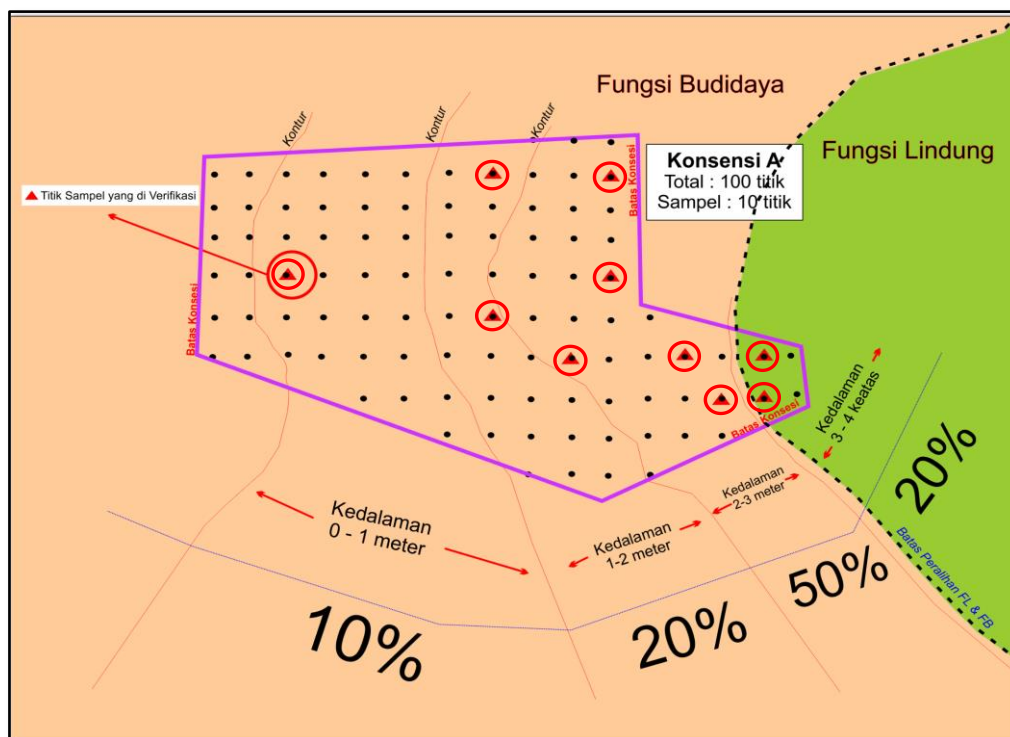 Fungsi Budidaya
Fungsi Lindung
Kontur
Kontur
Kontur
Konsensi A
Total : 100 titik
Sampel : 10 titik
Batas Konsesi
Titik Sampel yang di Verifikasi
Batas Konsesi
Batas Konsesi
Kedalaman
3 - 4 keatas
Kedalaman
2-3 meter
Kedalaman
1-2 meter
Kedalaman
0 - 1 meter
20%
50%
20%
10%
Batas Peralihan FL & FB